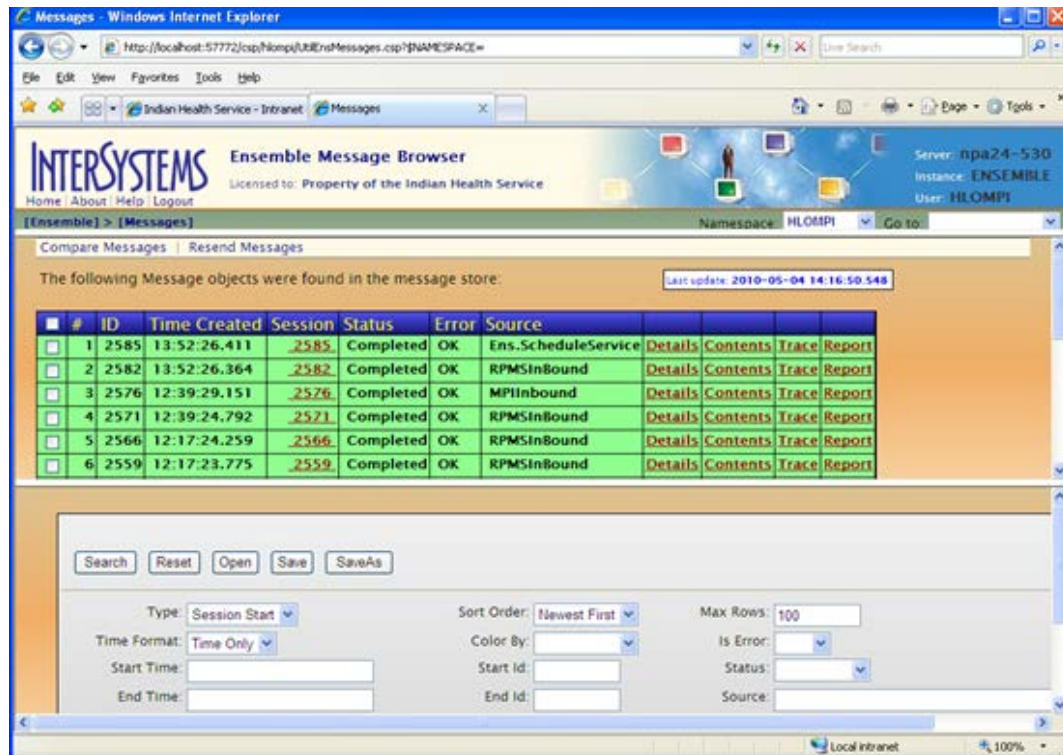 Messages - Windows Internet Explorer
http://localhost:57772/csp/hlompi/UtilEnsMessages.csp?$NAMESPACE=
Live Search
File Edit View Favorites Tools Help
Indian Health Service - Intranet Messages Page Tools
INTERSYSTEMS Ensemble Message Browser
Licensed to: Property of the Indian Health Service
Server: npa24-530
Instance: ENSEMBLE
User: HLOMPI
Home | About | Help | Logout
[Ensemble] > [Messages] Namespace: HLOMPI Go to:
Compare Messages | Resend Messages
The following Message objects were found in the message store: Last update: 2010-05-04 14:16:50.548
# ID Time Created Session Status Error Source
1 2585 13:52:26.411 2585 Completed OK Ens.ScheduleService Details Contents Trace Report
2 2582 13:52:26.364 2582 Completed OK RPMSInBound Details Contents Trace Report
3 2576 12:39:29.151 2576 Completed OK MPIInbound Details Contents Trace Report
4 2571 12:39:24.792 2571 Completed OK RPMSInBound Details Contents Trace Report
5 2566 12:17:24.259 2566 Completed OK RPMSInBound Details Contents Trace Report
6 2559 12:17:23.775 2559 Completed OK RPMSInBound Details Contents Trace Report
Search Reset Open Save SaveAs
Type: Session Start Sort Order: Newest First Max Rows: 100
Time Format: Time Only Color By: Is Error:
Start Time: Start Id: Status:
End Time: End Id: Source:
Local intranet 100%